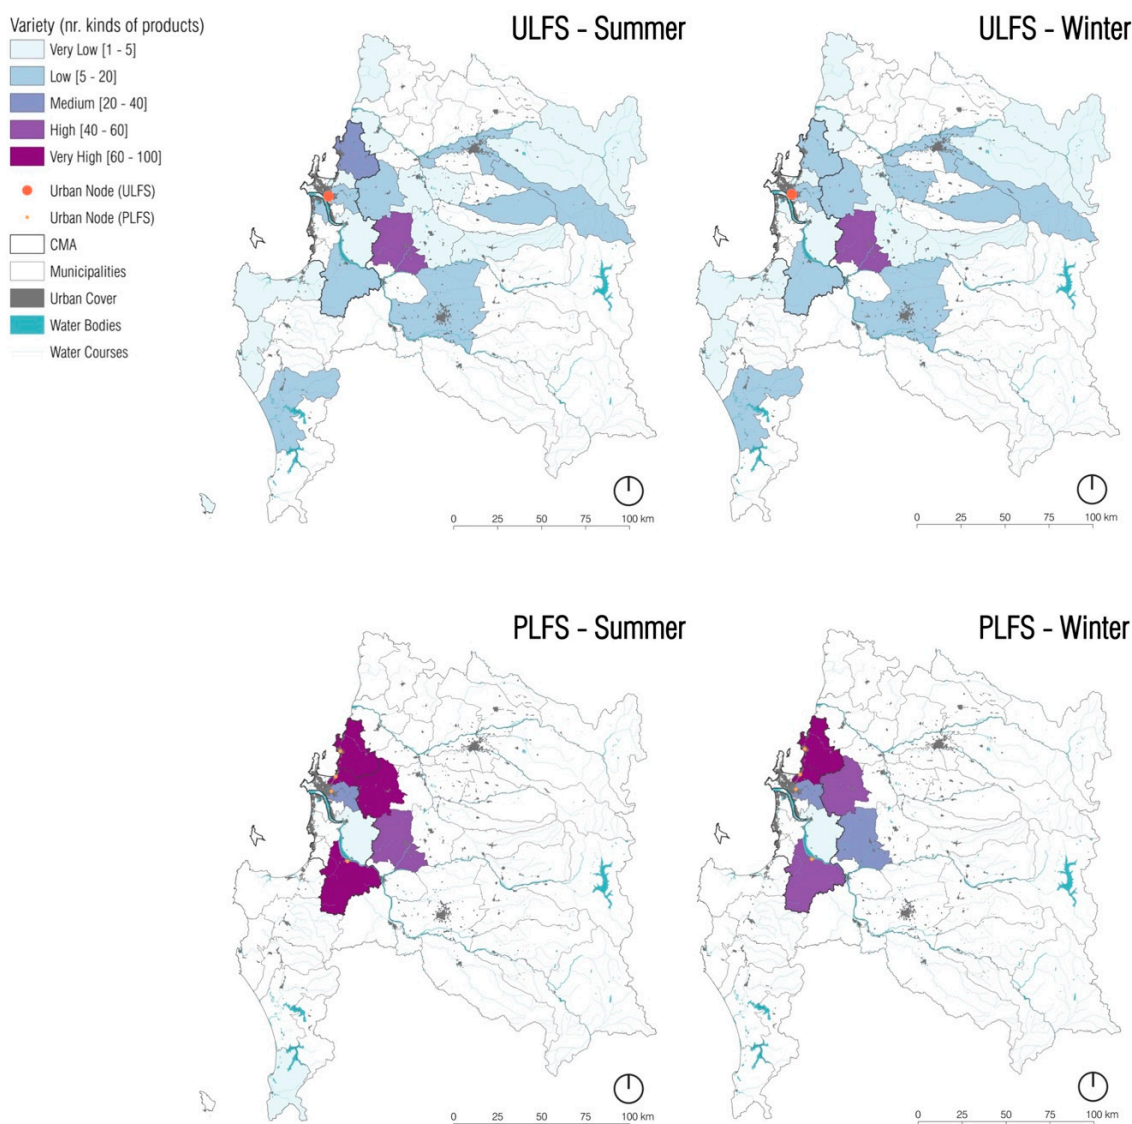 Variety (nr. kinds of products)
Very Low [1 - 5]
Low [5 - 20]
Medium [20 - 40]
High [40 - 60]
Very High [60 - 100]
Urban Node (ULFS)
Urban Node (PLFS)
CMA
Municipalities
Urban Cover
Water Bodies
Water Courses
ULFS - Summer
0 25 50 75 100 km
ULFS - Winter
0 25 50 75 100 km
PLFS - Summer
0 25 50 75 100 km
PLFS - Winter
0 25 50 75 100 km